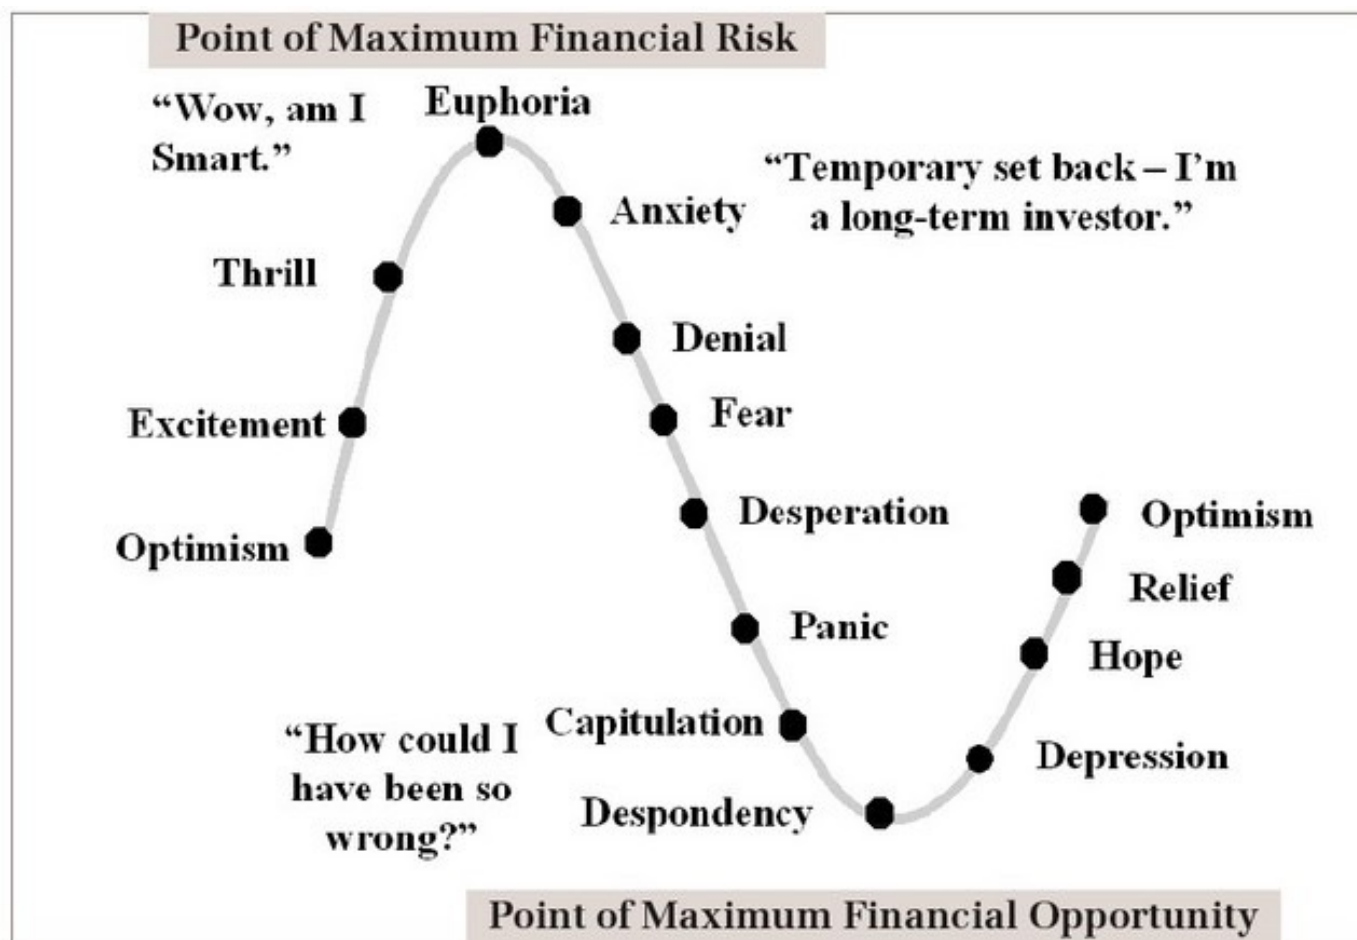 Point of Maximum Financial Risk
“Wow, am I
Smart.”
Euphoria
“Temporary set back – I’m
a long-term investor.”
Anxiety
Thrill
Denial
Fear
Excitement
Desperation
Optimism
Optimism
Relief
Panic
Hope
Capitulation
“How could I
have been so
wrong?”
Depression
Despondency
Point of Maximum Financial Opportunity